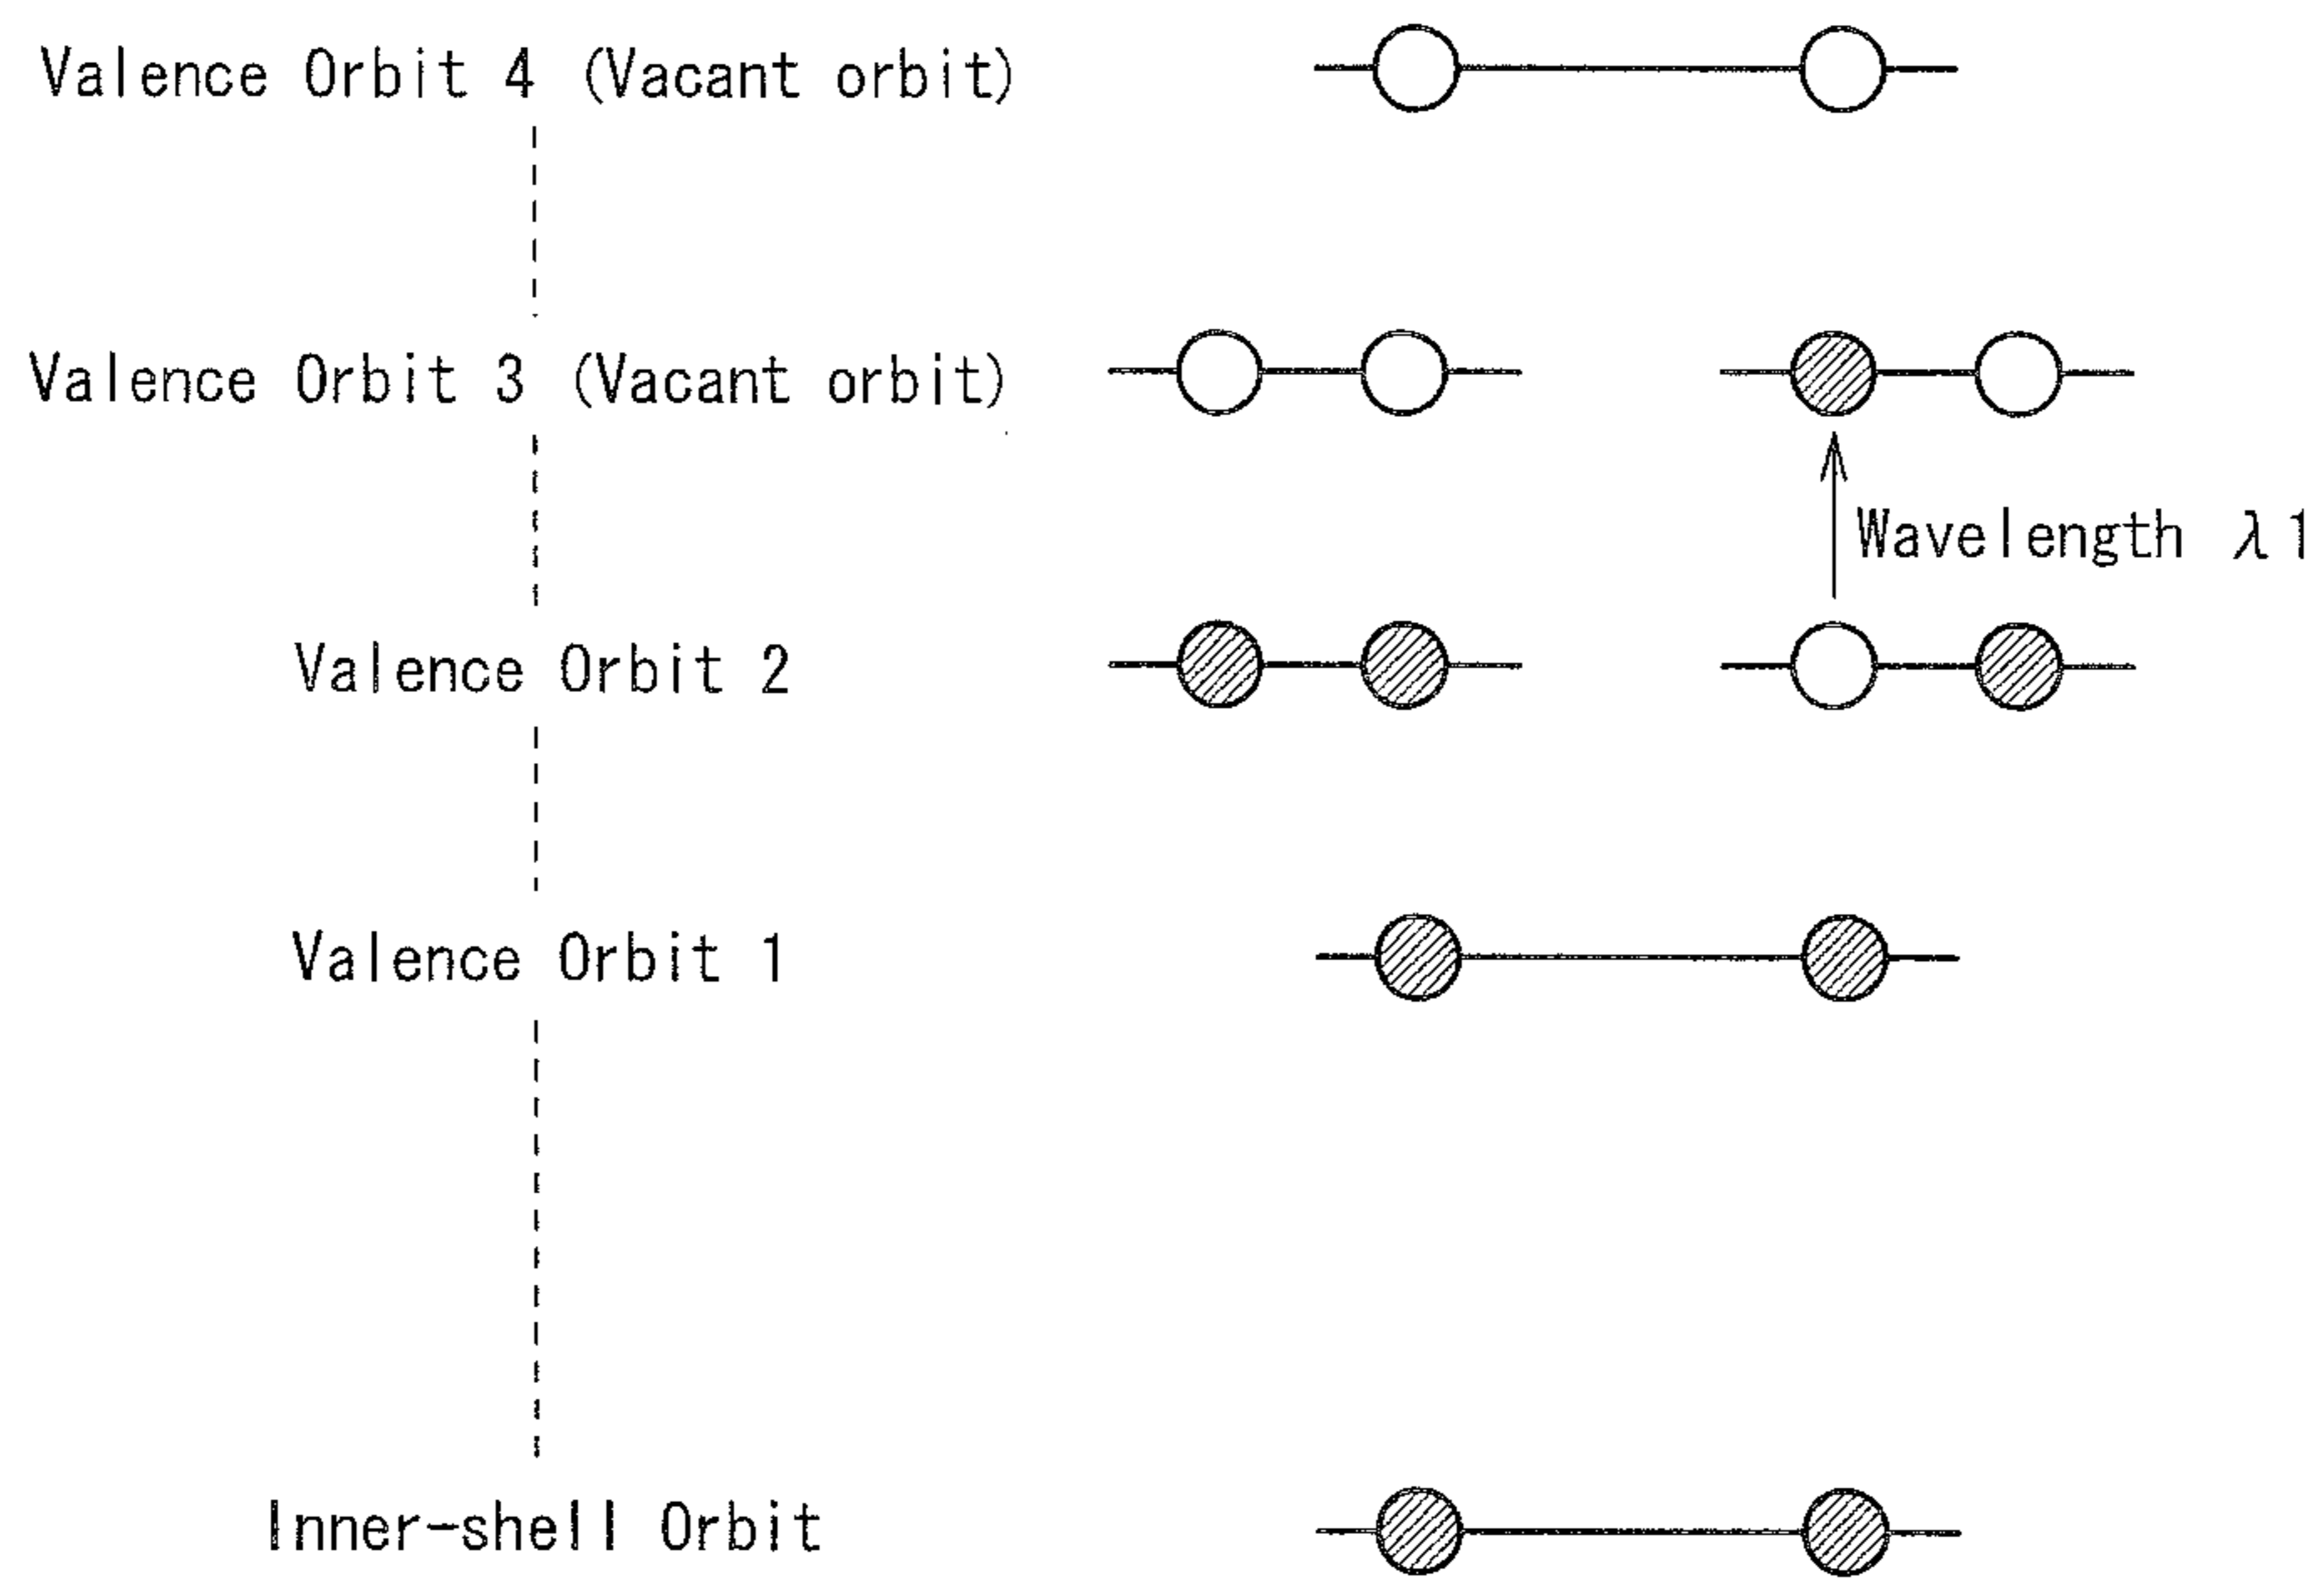 Valence Orbit 4 (Vacant orbit)
Valence Orbit 3 (Vacant orbit)
Wavelength λ1
Valence Orbit 2
Valence Orbit 1
Inner-shell Orbit